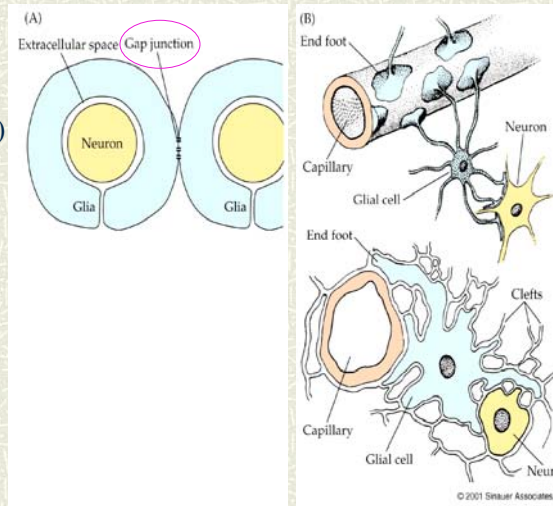 )
(A)
Extracellular space
Gap junction
Neuron
Glia
Glia
(B)
End foot
Neuron
Capillary
Glial cell
End foot
Clefts
Capillary
Glial cell
Neur
© 2001 Sinauer Associates